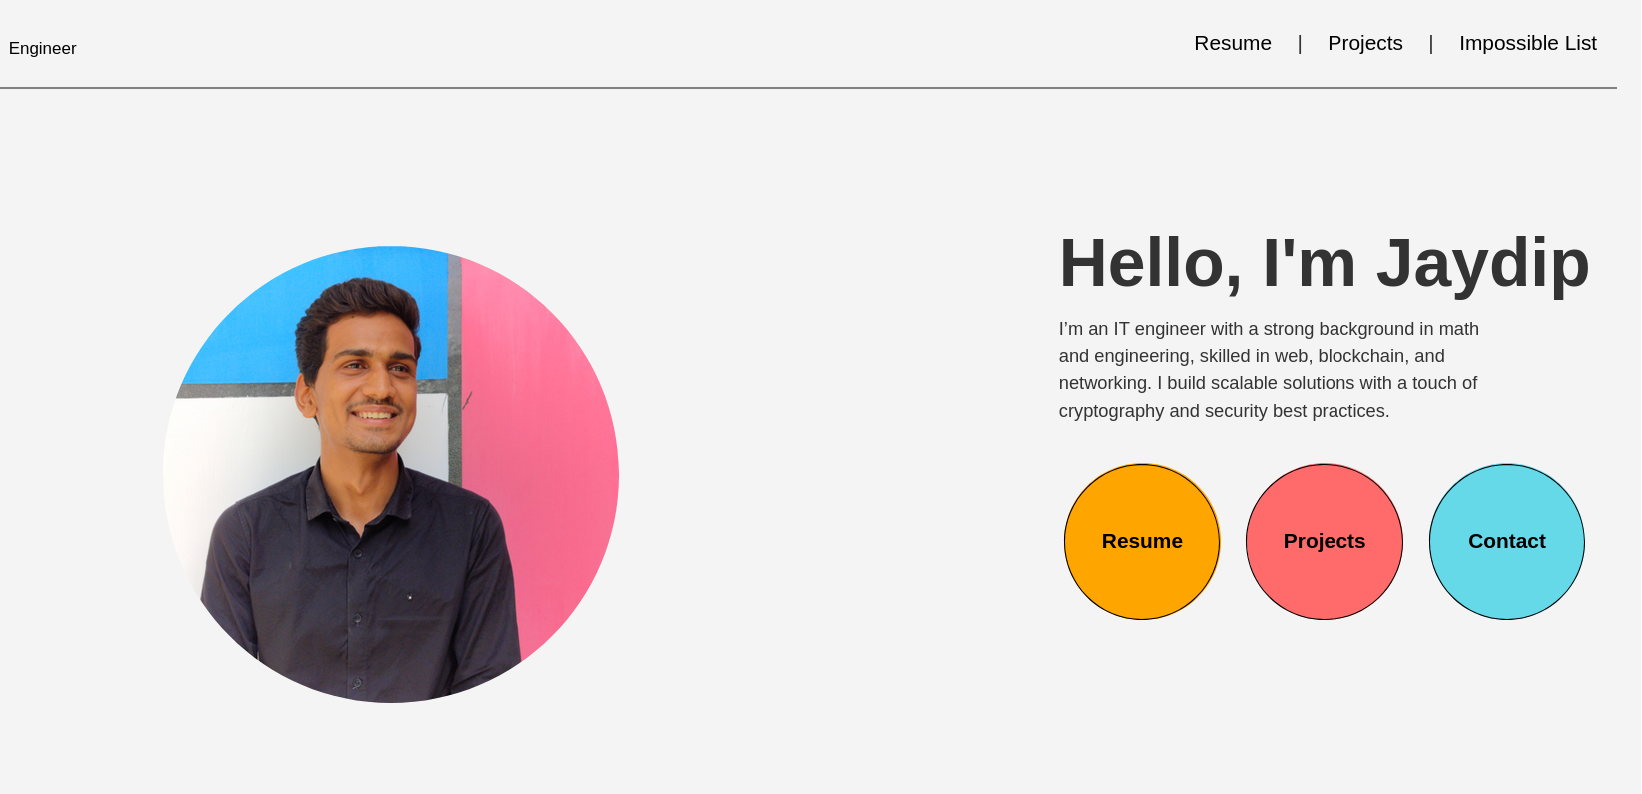 Engineer
Resume | Projects | Impossible List
Hello, I'm Jaydip
I’m an IT engineer with a strong background in math
and engineering, skilled in web, blockchain, and
networking. I build scalable solutions with a touch of
cryptography and security best practices.
Resume
Projects
Contact